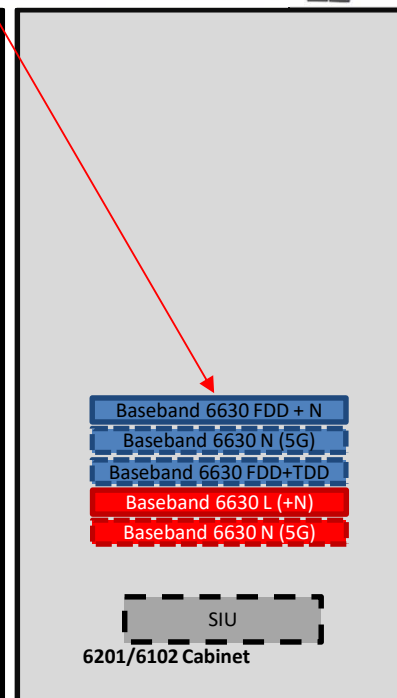 Baseband 6630 FDD + N
Baseband 6630 N (5G)
Baseband 6630 FDD+TDD
Baseband 6630 L (+N)
Baseband 6630 N (5G)
SIU
6201/6102 Cabinet